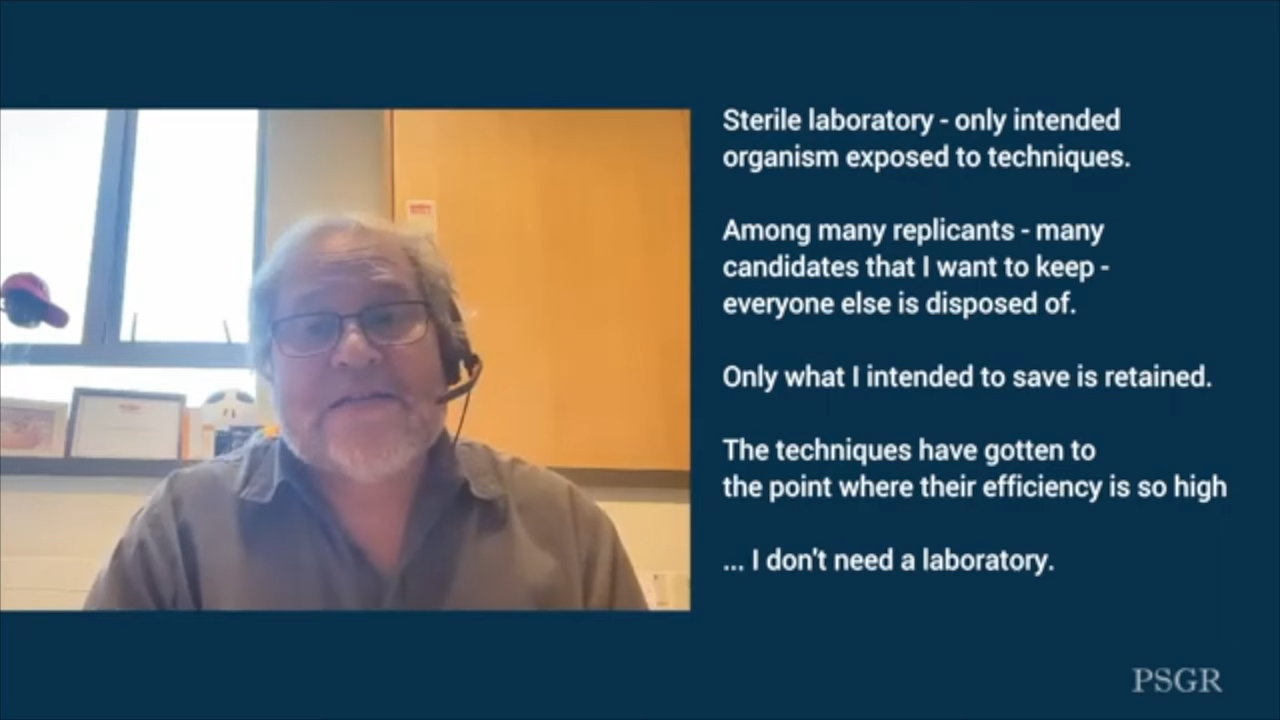 Sterile laboratory - only intended
organism exposed to techniques.
Among many replicants - many
candidates that I want to keep -
everyone else is disposed of.
Only what I intended to save is retained.
The techniques have gotten to
the point where their efficiency is so high
... I don't need a laboratory.
PSGR